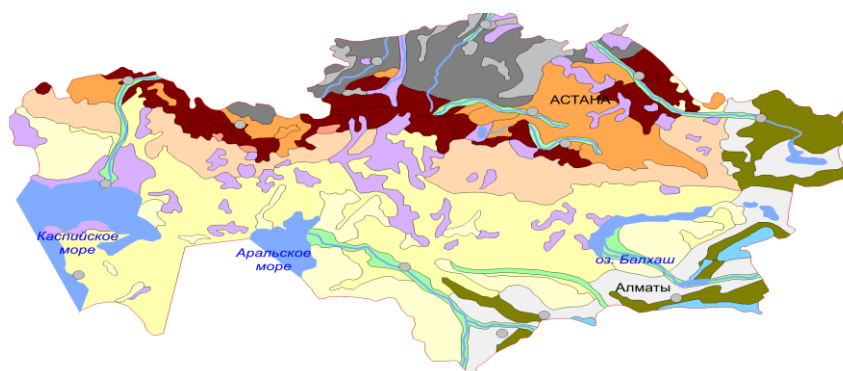 АСТАНА
Каспийское
море
Аральское
море
оз. Балхаш
Алматы